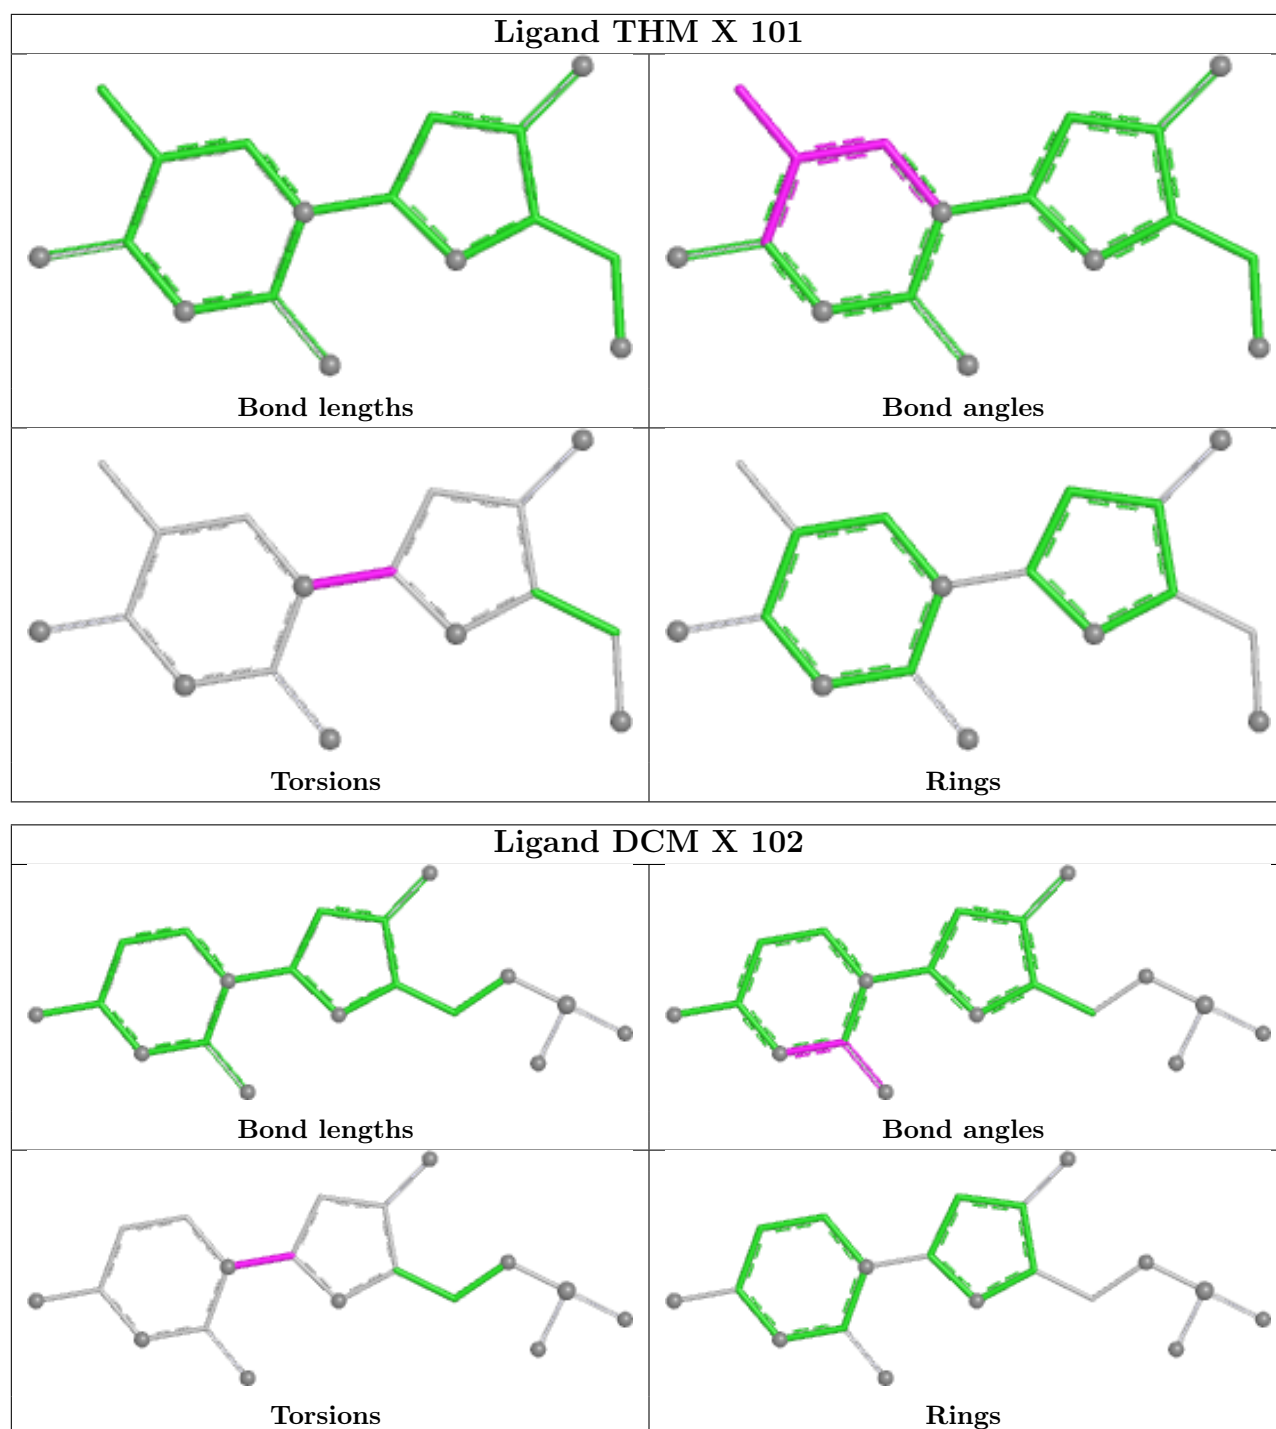 Ligand THM X 101
Bond lengths
Bond angles
Torsions
Rings
Ligand DCM X 102
Bond lengths
Bond angles
Torsions
Rings